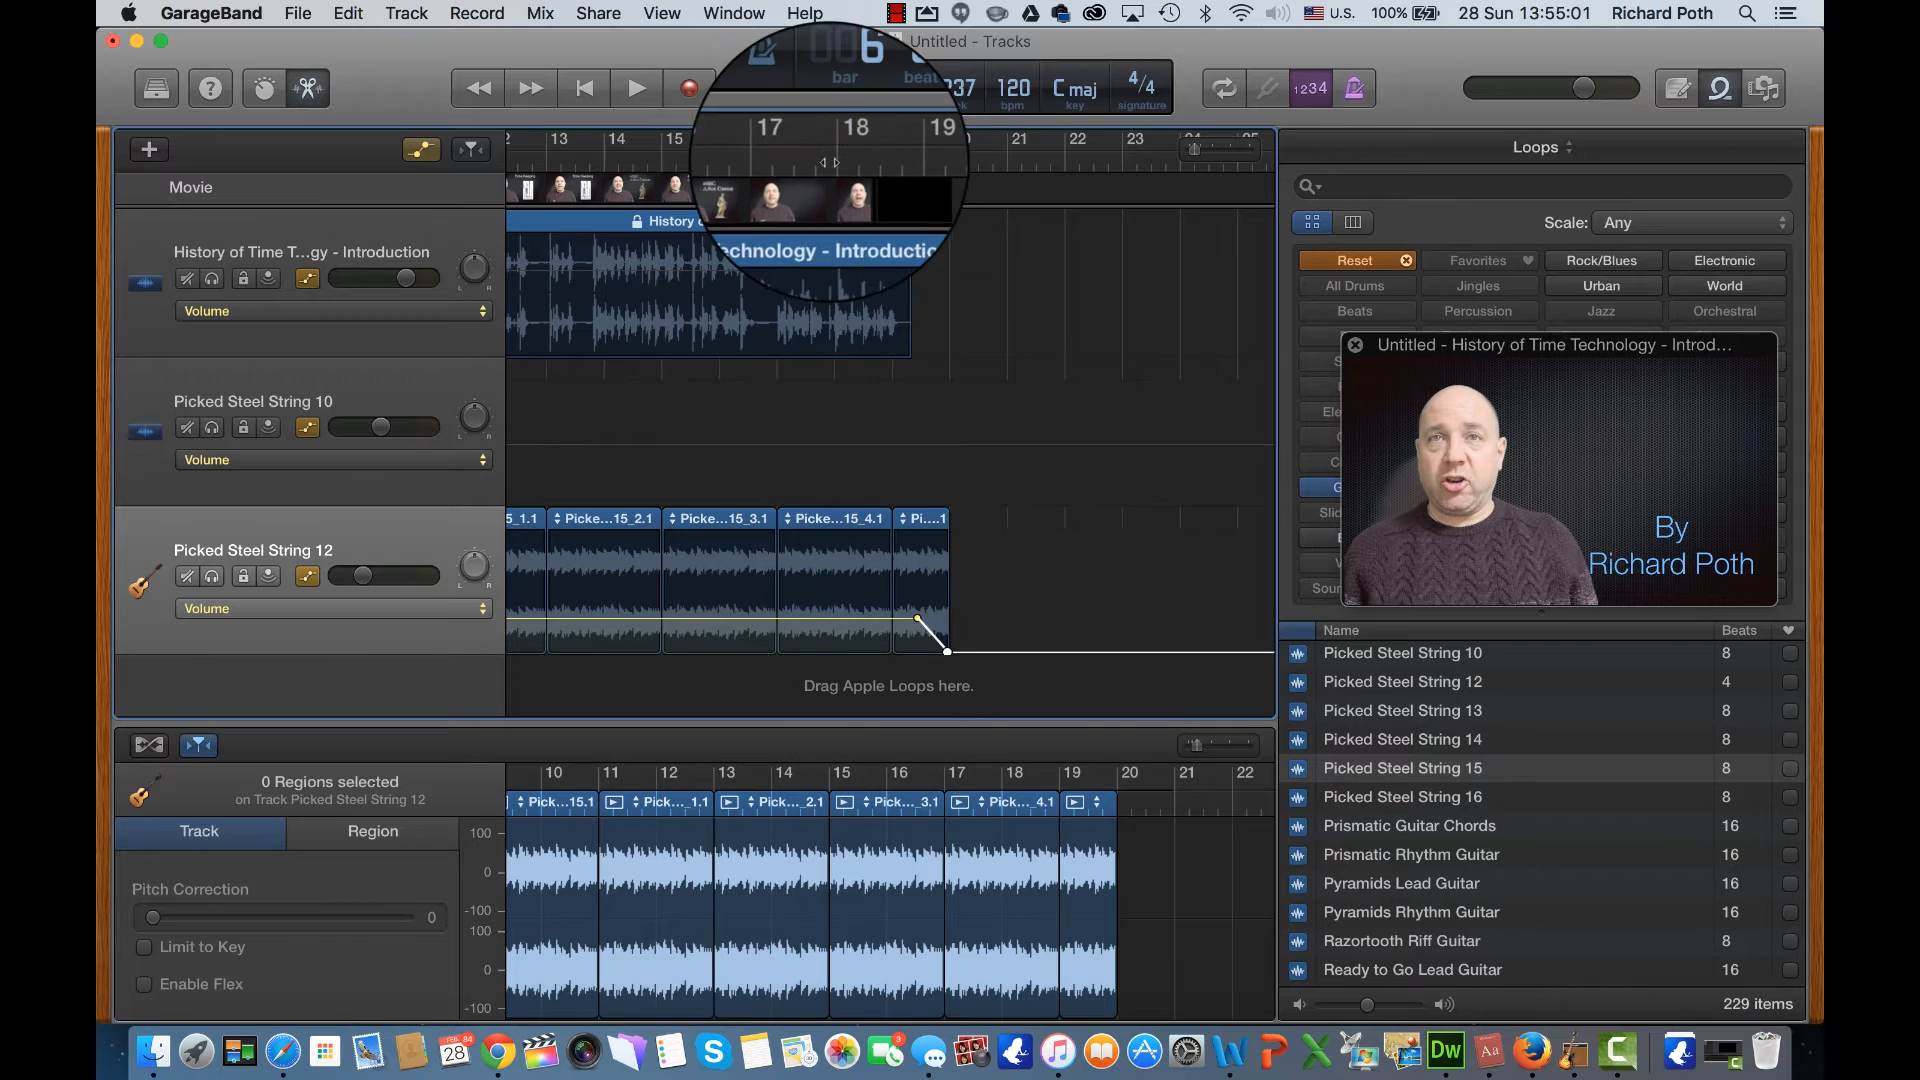 GarageBand File Edit Track Record Mix Share View Window Help
U.S. 100% 28 Sun 13:55:01 Richard Poth
Untitled - Tracks
6
bar
beat
237
120
bpm
C maj
key
4/4
signature
1234
Loops
13 15 17 18 19 21 22 23
Movie
Scale: Any
History of Time T...gy - Introduction
Technology - Introductio
Volume
Reset Favorites Rock/Blues Electronic
All Drums Jingles Urban World
Beats Percussion Jazz Orchestral
Untitled - History of Time Technology - Introd...
By
Richard Poth
Picked Steel String 10
Volume
5_1.1 Picke...15_2.1 Picke...15_3.1 Picke...15_4.1 Pi....1
Picked Steel String 12
Volume
Drag Apple Loops here.
Name Beats
Picked Steel String 10 8
Picked Steel String 12 4
Picked Steel String 13 8
Picked Steel String 14 8
Picked Steel String 15 8
Picked Steel String 16 8
Prismatic Guitar Chords 16
Prismatic Rhythm Guitar 16
Pyramids Lead Guitar 16
Pyramids Rhythm Guitar 16
Razortooth Riff Guitar 8
Ready to Go Lead Guitar 16
229 items
0 Regions selected
on Track Picked Steel String 12
10 11 12 13 14 15 16 17 18 19 20 21 22
Pick...15.1 Pick..._1.1 Pick..._2.1 Pick..._3.1 Pick..._4.1
Track Region
Pitch Correction
0
Limit to Key
Enable Flex
100
0
-100
100
0
-100